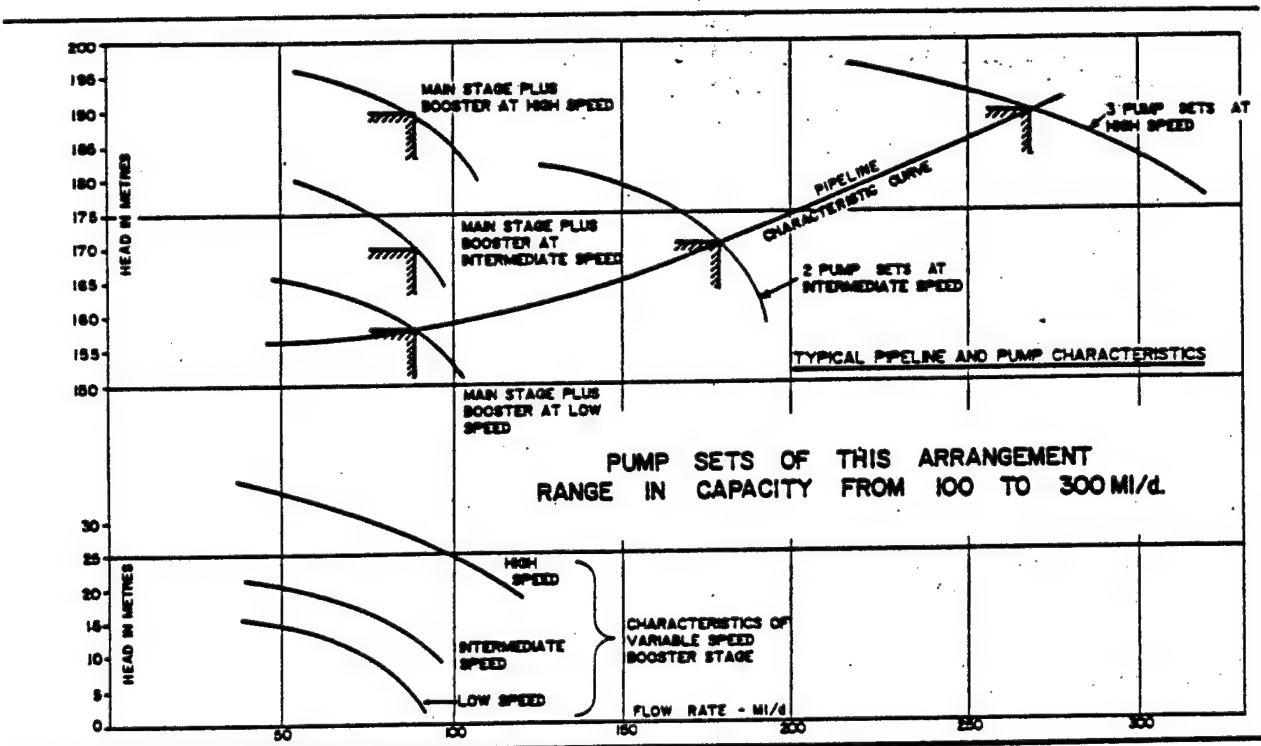 200
195
190
185
180
175
170
165
160
155
150
HEAD IN METRES
MAIN STAGE PLUS
BOOSTER AT HIGH SPEED
MAIN STAGE PLUS
BOOSTER AT
INTERMEDIATE SPEED
MAIN STAGE PLUS
BOOSTER AT LOW
SPEED
PIPELINE
CHARACTERISTIC CURVE
3 PUMP SETS AT
HIGH SPEED
2 PUMP SETS AT
INTERMEDIATE SPEED
TYPICAL PIPELINE AND PUMP CHARACTERISTICS
PUMP SETS OF THIS ARRANGEMENT
RANGE IN CAPACITY FROM 100 TO 300 Ml/d.
30
25
20
15
10
5
0
HEAD IN METRES
HIGH
SPEED
INTERMEDIATE
SPEED
LOW SPEED
CHARACTERISTICS OF
VARIABLE SPEED
BOOSTER STAGE
FLOW RATE - Ml/d
50
100
150
200
250
300